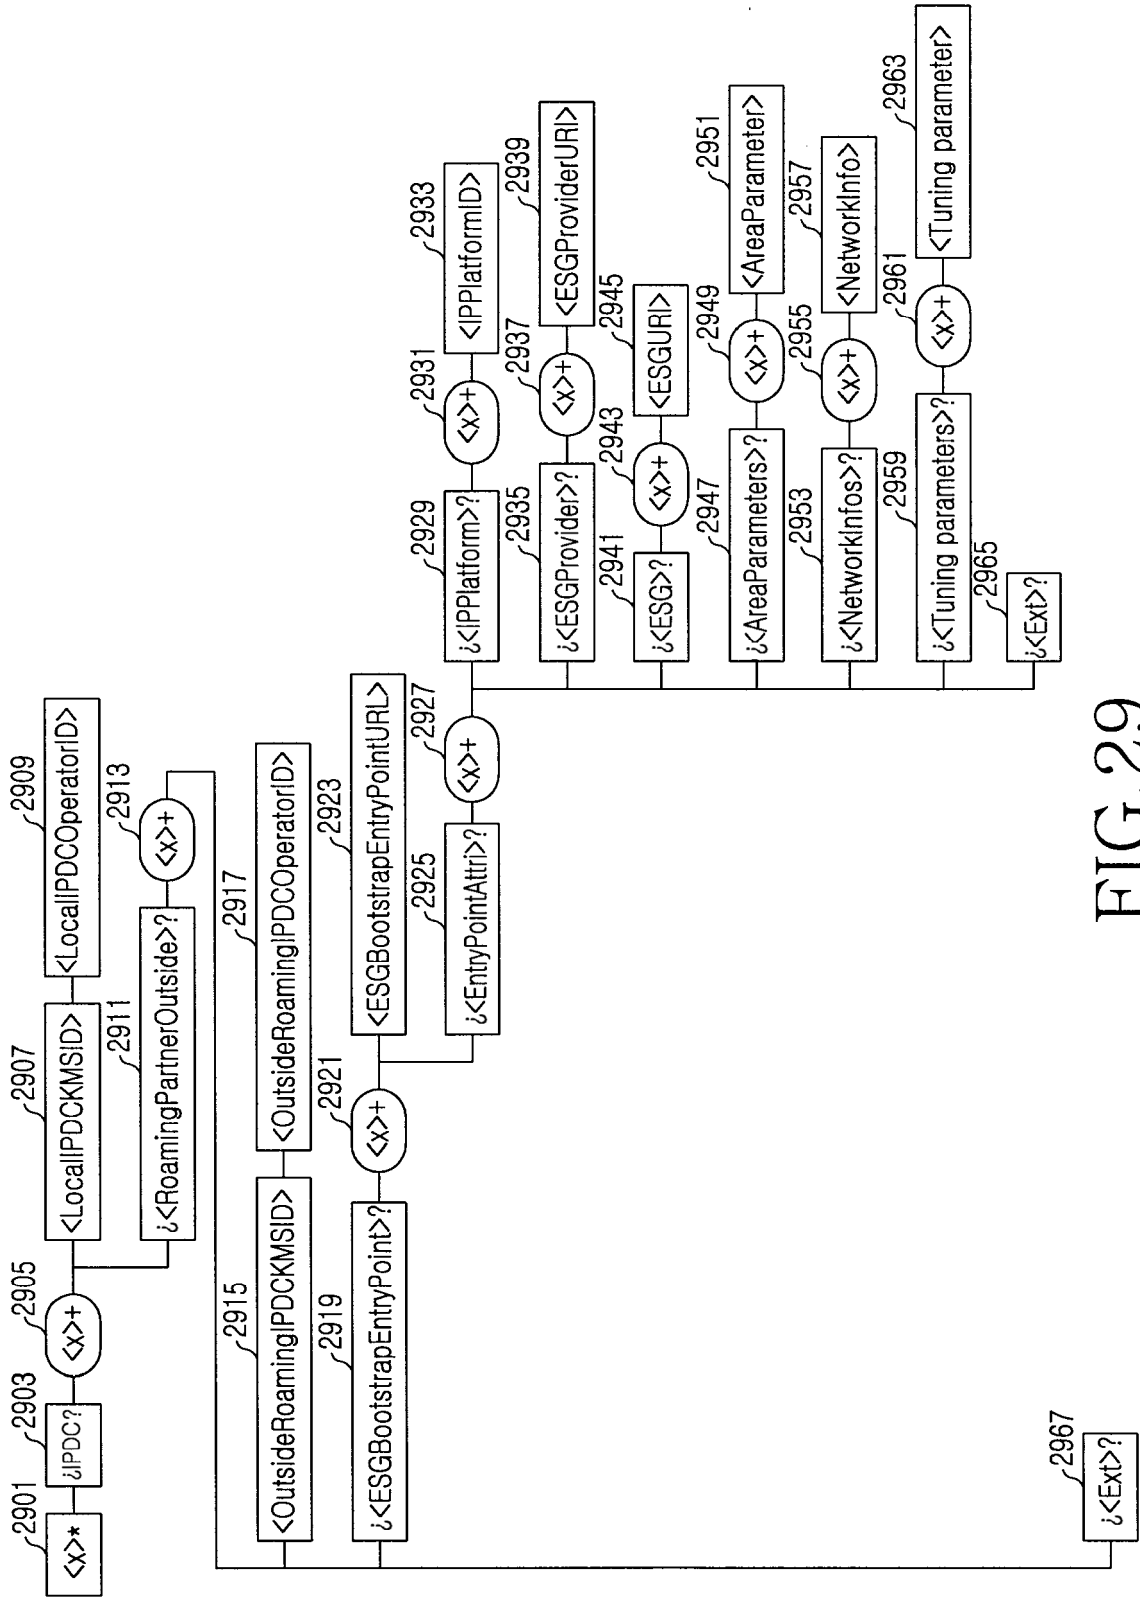 2901
<x>*
2903
¿IPDC?
2905
<x>+
2907
<LocalIPDCKMSID>
2909
<LocalIPDCOperatorID>
2911
¿<RoamingPartnerOutside>?
2913
<x>+
2915
<OutsideRoamingIPDCKMSID>
2917
<OutsideRoamingIPDCOperatorID>
2919
¿<ESGBootstrapEntryPoint>?
2921
<x>+
2923
<ESGBootstrapEntryPointURL>
2925
¿<EntryPointAttri>?
2927
<x>+
2929
¿<IPPlatform>?
2931
<x>+
2933
<IPPlatformID>
2935
¿<ESGProvider>?
2937
<x>+
2939
<ESGProviderURI>
2941
¿<ESG>?
2943
<x>+
2945
<ESGURI>
2947
¿<AreaParameters>?
2949
<x>+
2951
<AreaParameter>
2953
¿<NetworkInfos>?
2955
<x>+
2957
<NetworkInfo>
2959
¿<Tuning parameters>?
2961
<x>+
2963
<Tuning parameter>
2965
¿<Ext>?
2967
¿<Ext>?
FIG.29